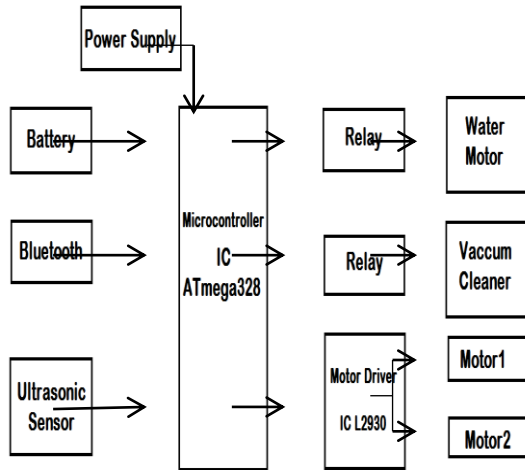 Power Supply
Battery
Relay
Water
Motor
Microcontroller
IC
ATmega328
Bluetooth
Relay
Vaccum
Cleaner
Ultrasonic
Sensor
Motor Driver
IC L2930
Motor1
Motor2